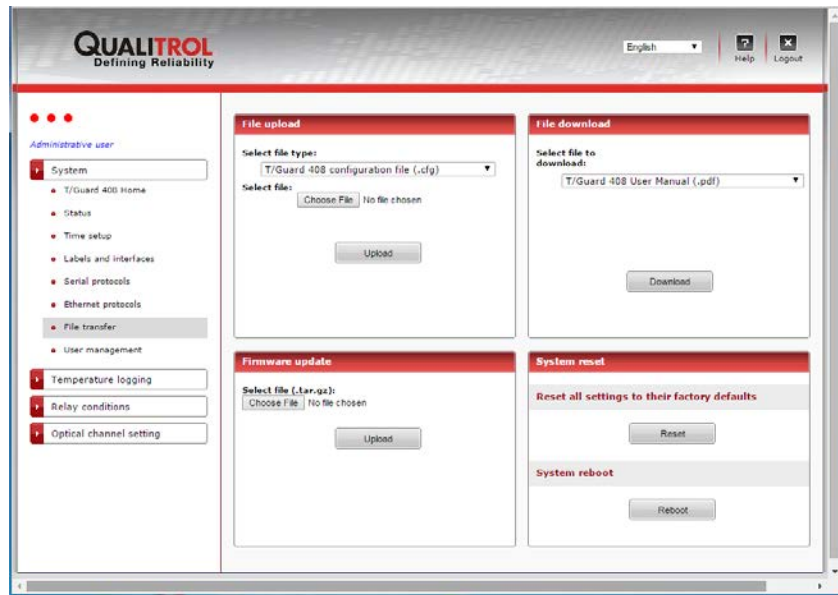 QUALITROL
Defining Reliability
English
Help
Logout
Administrative user
System
T/Guard 408 Home
Status
Time setup
Labels and interfaces
Serial protocols
Ethernet protocols
File transfer
User management
Temperature logging
Relay conditions
Optical channel setting
File upload
Select file type:
T/Guard 408 configuration file (.cfg)
Select file:
Choose File No file chosen
Upload
File download
Select file to
download:
T/Guard 408 User Manual (.pdf)
Download
Firmware update
Select file (.tar.gz):
Choose File No file chosen
Upload
System reset
Reset all settings to their factory defaults
Reset
System reboot
Reboot